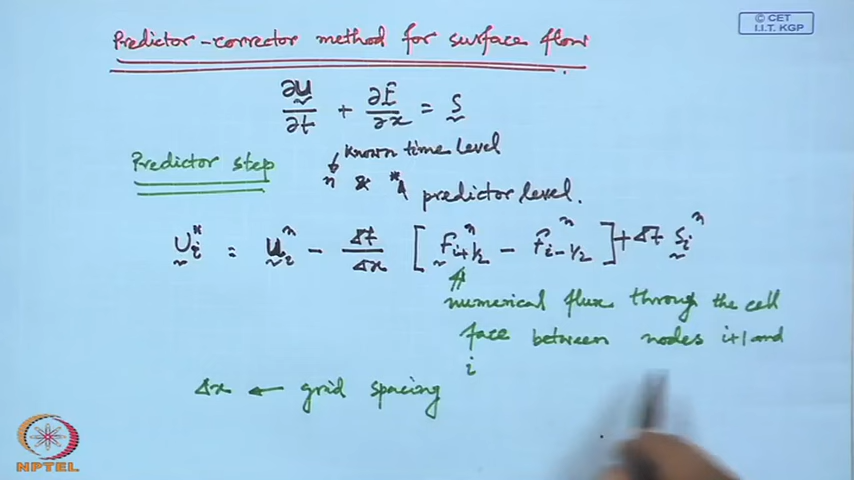 Predictor-corrector method for surface flow
© CET
I.I.T. KGP
∂U/∂t + ∂F/∂x = S
Predictor step
known time level
n & * predictor level.
U_i^* = U_i^n - Δt/Δx [F_{i+1/2}^n - F_{i-1/2}^n] + Δt S_i^n
numerical flux through the cell
face between nodes i+1 and
i
Δx ← grid spacing
NPTEL